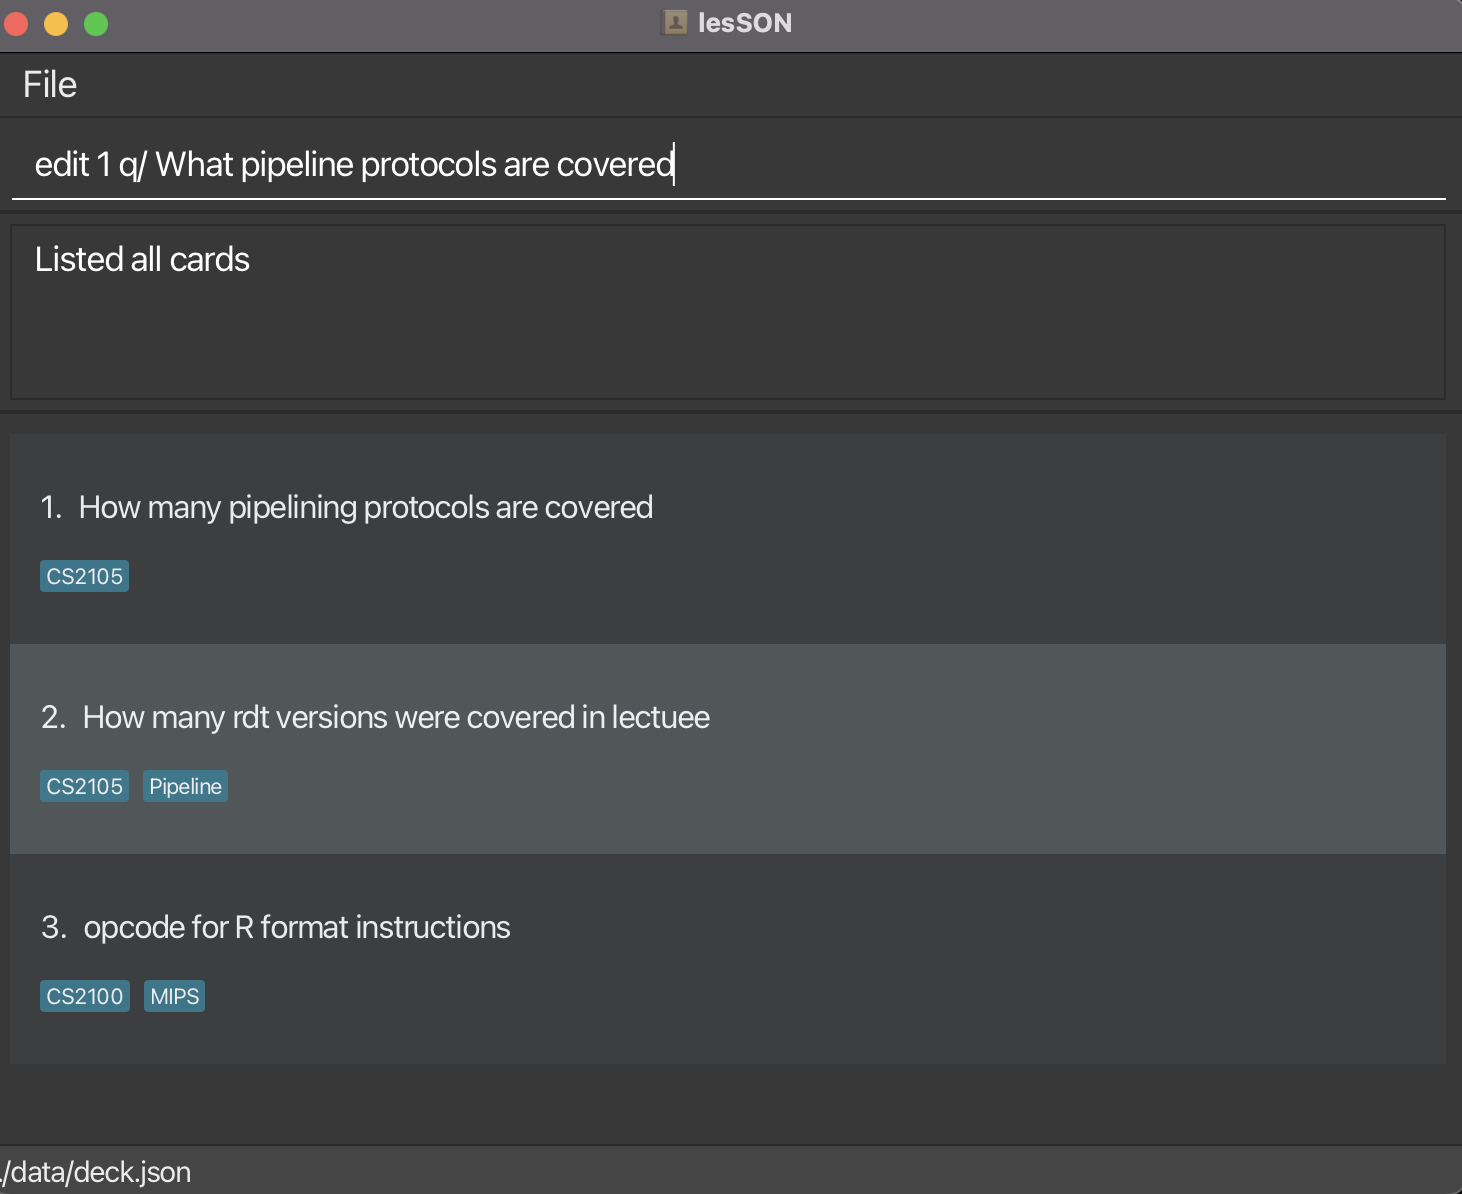 lesSON
File
edit 1 q/ What pipeline protocols are covered
Listed all cards
1. How many pipelining protocols are covered
CS2105
2. How many rdt versions were covered in lectuee
CS2105 Pipeline
3. opcode for R format instructions
CS2100 MIPS
./data/deck.json